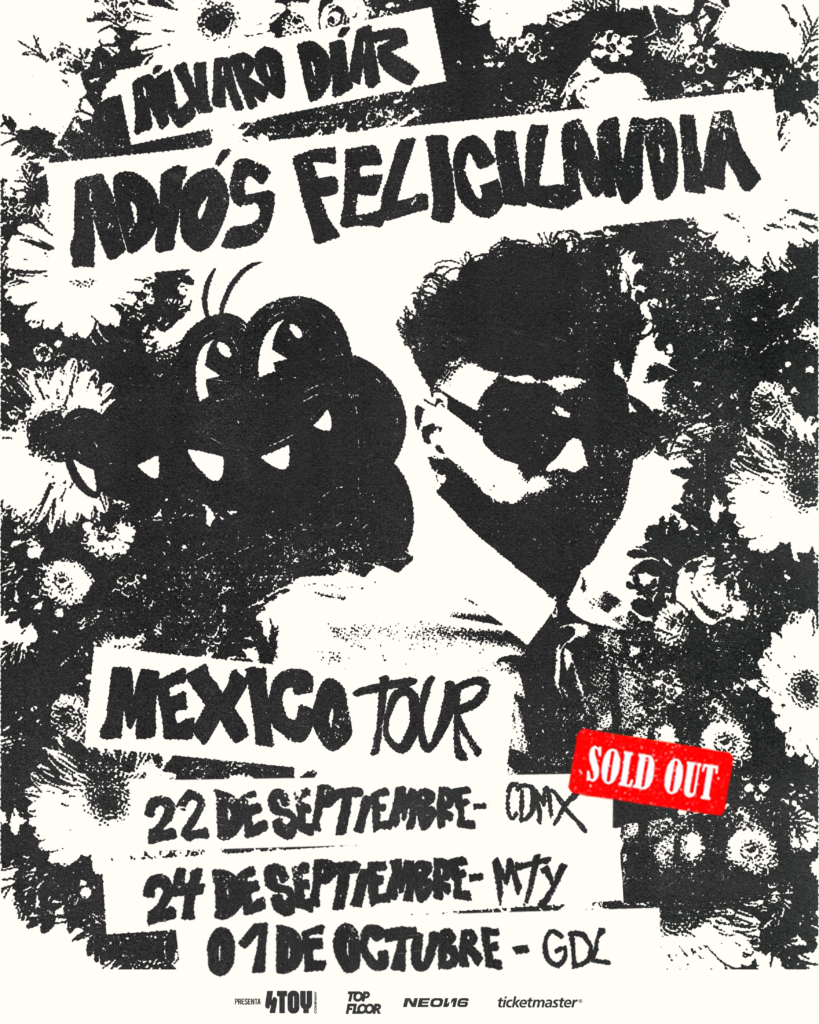 ÁLVARO DÍAZ
ADIÓS FELICILANDIA
MEXICO TOUR
SOLD OUT
22 DE SEPTIEMBRE- CDMX
24 DE SEPTIEMBRE- MTY
01 DE OCTUBRE - GDL
PRESENTA 4TOY TOP FLOOR NEON16 ticketmaster®